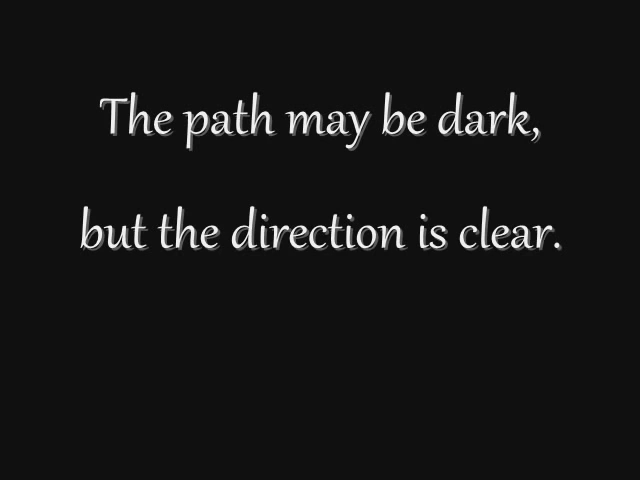 The path may be dark,
but the direction is clear.